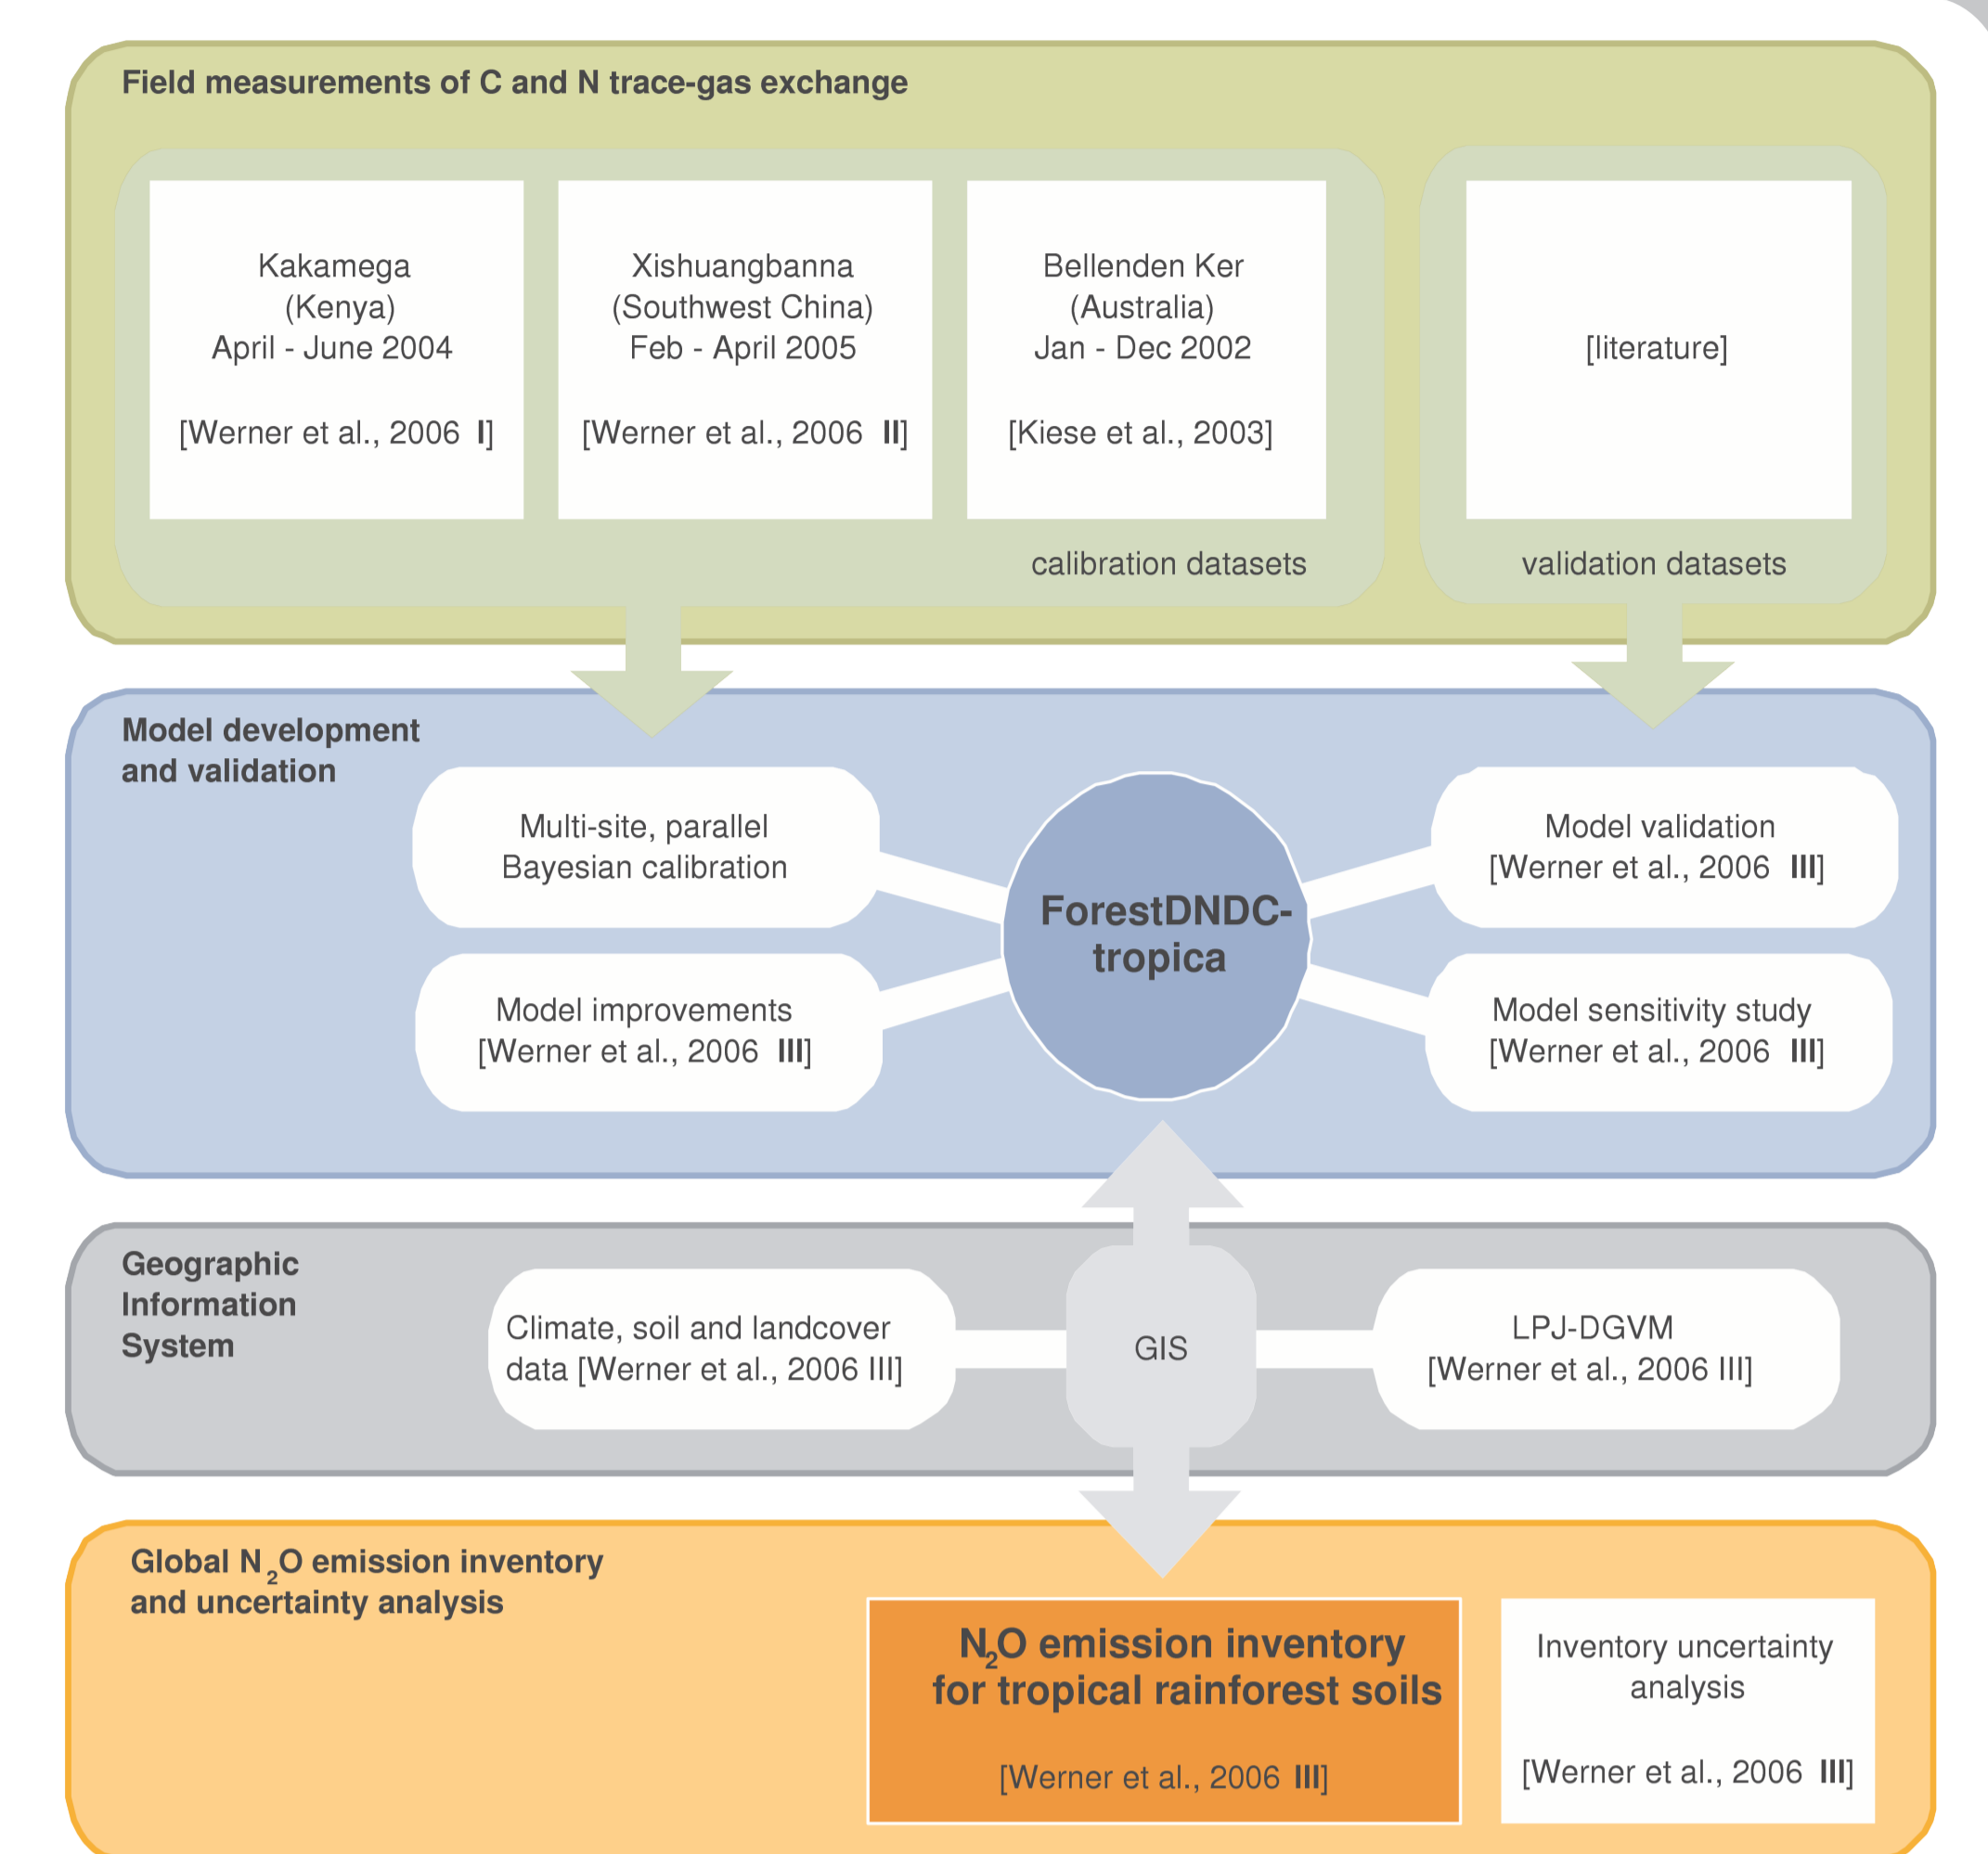 Field measurements of C and N trace-gas exchange
Kakamega
(Kenya)
April - June 2004
[Werner et al., 2006 I]
Xishuangbanna
(Southwest China)
Feb - April 2005
[Werner et al., 2006 II]
Bellenden Ker
(Australia)
Jan - Dec 2002
[Kiese et al., 2003]
calibration datasets
[literature]
validation datasets
Model development
and validation
Multi-site, parallel
Bayesian calibration
Model improvements
[Werner et al., 2006 III]
ForestDNDC-
tropica
Model validation
[Werner et al., 2006 III]
Model sensitivity study
[Werner et al., 2006 III]
Geographic
Information
System
Climate, soil and landcover
data [Werner et al., 2006 III]
GIS
LPJ-DGVM
[Werner et al., 2006 III]
Global N₂O emission inventory
and uncertainty analysis
N₂O emission inventory
for tropical rainforest soils
[Werner et al., 2006 III]
Inventory uncertainty
analysis
[Werner et al., 2006 III]